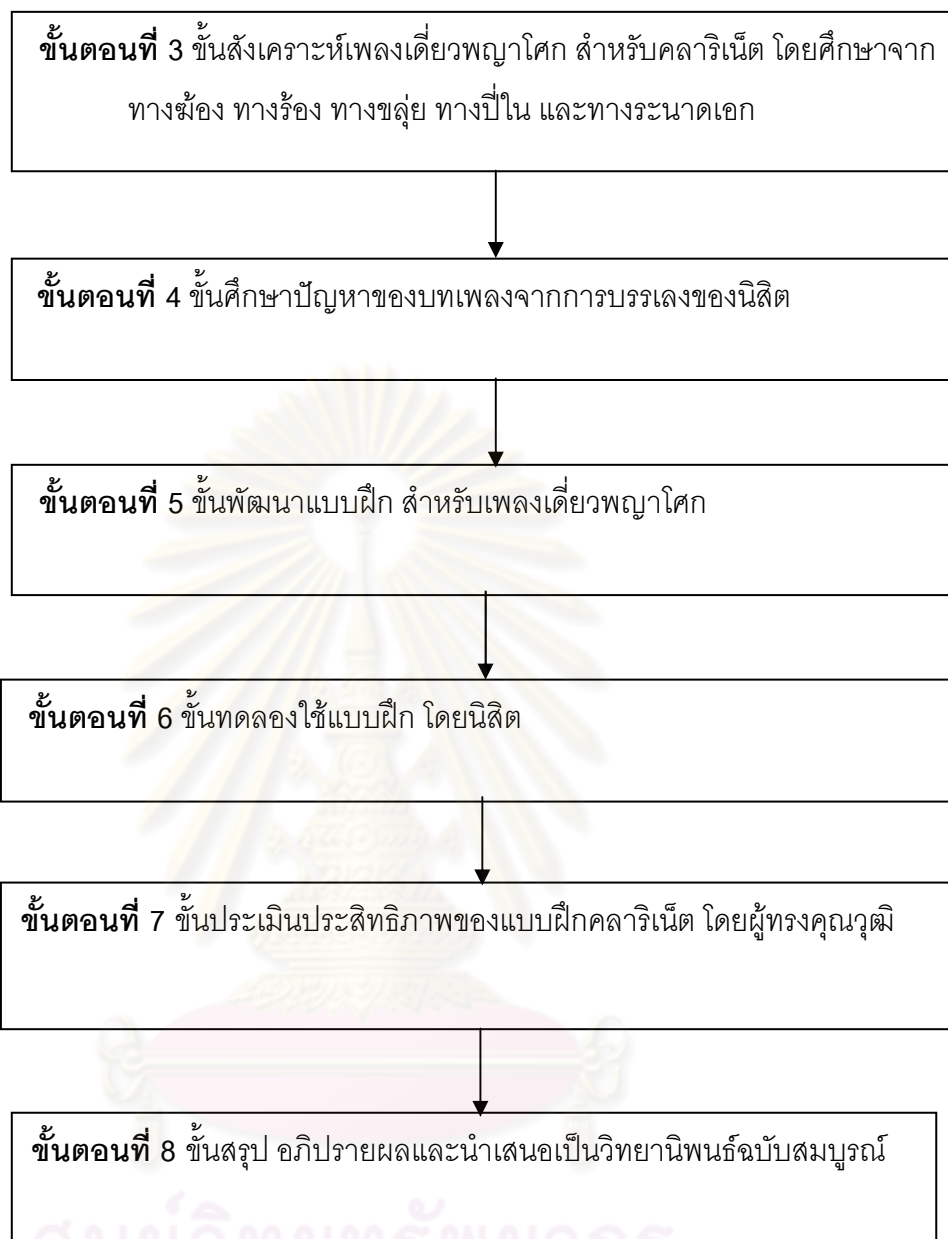 ขั้นตอนที่ 3 ขั้นสังเคราะห์เพลงเดี่ยวพญาโศก สำหรับคลาริเน็ต โดยศึกษาจาก
ทางฆ้อง ทางร้อง ทางขลุ่ย ทางปี่ใน และทางระนาดเอก
ขั้นตอนที่ 4 ขั้นศึกษาปัญหาของบทเพลงจากการบรรเลงของนิสิต
ขั้นตอนที่ 5 ขั้นพัฒนาแบบฝึก สำหรับเพลงเดี่ยวพญาโศก
ขั้นตอนที่ 6 ขั้นทดลองใช้แบบฝึก โดยนิสิต
ขั้นตอนที่ 7 ขั้นประเมินประสิทธิภาพของแบบฝึกคลาริเน็ต โดยผู้ทรงคุณวุฒิ
ขั้นตอนที่ 8 ขั้นสรุป อภิปรายผลและนำเสนอเป็นวิทยานิพนธ์ฉบับสมบูรณ์